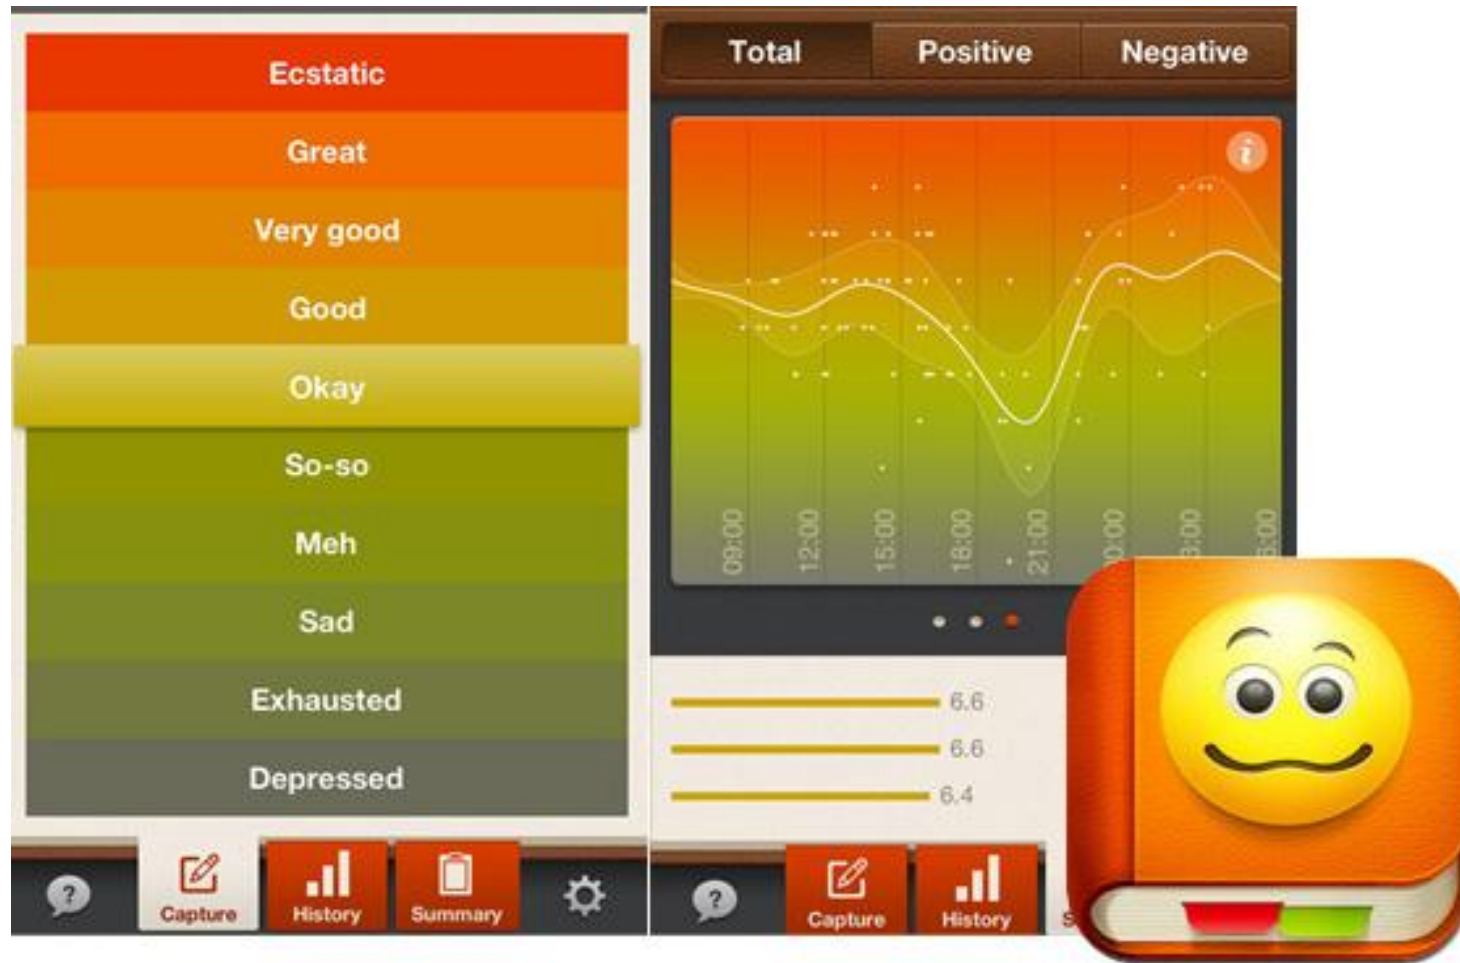 Ecstatic
Great
Very good
Good
Okay
So-so
Meh
Sad
Exhausted
Depressed
?
Capture
History
Summary
Total
Positive
Negative
i
09:00
12:00
15:00
18:00
21:00
6.6
6.6
6.4
?
Capture
History